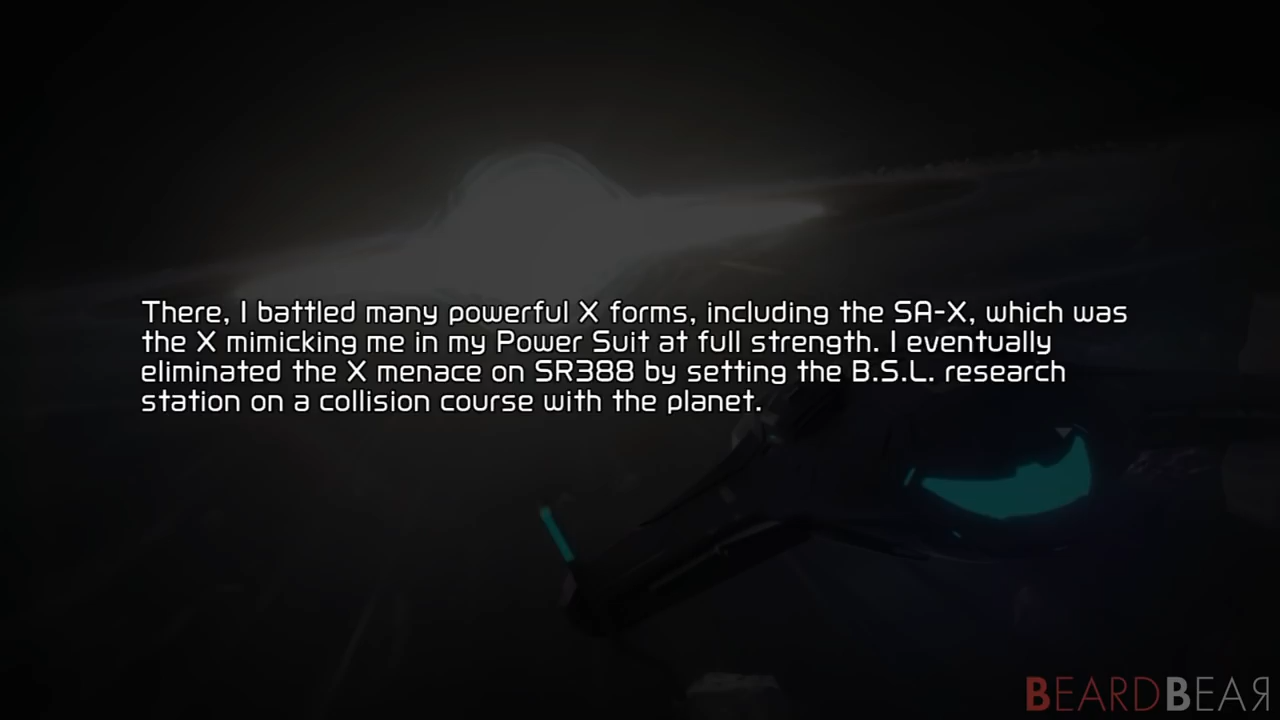 There, I battled many powerful X forms, including the SA-X, which was
the X mimicking me in my Power Suit at full strength. I eventually
eliminated the X menace on SR388 by setting the B.S.L. research
station on a collision course with the planet.
BEARDBEAR